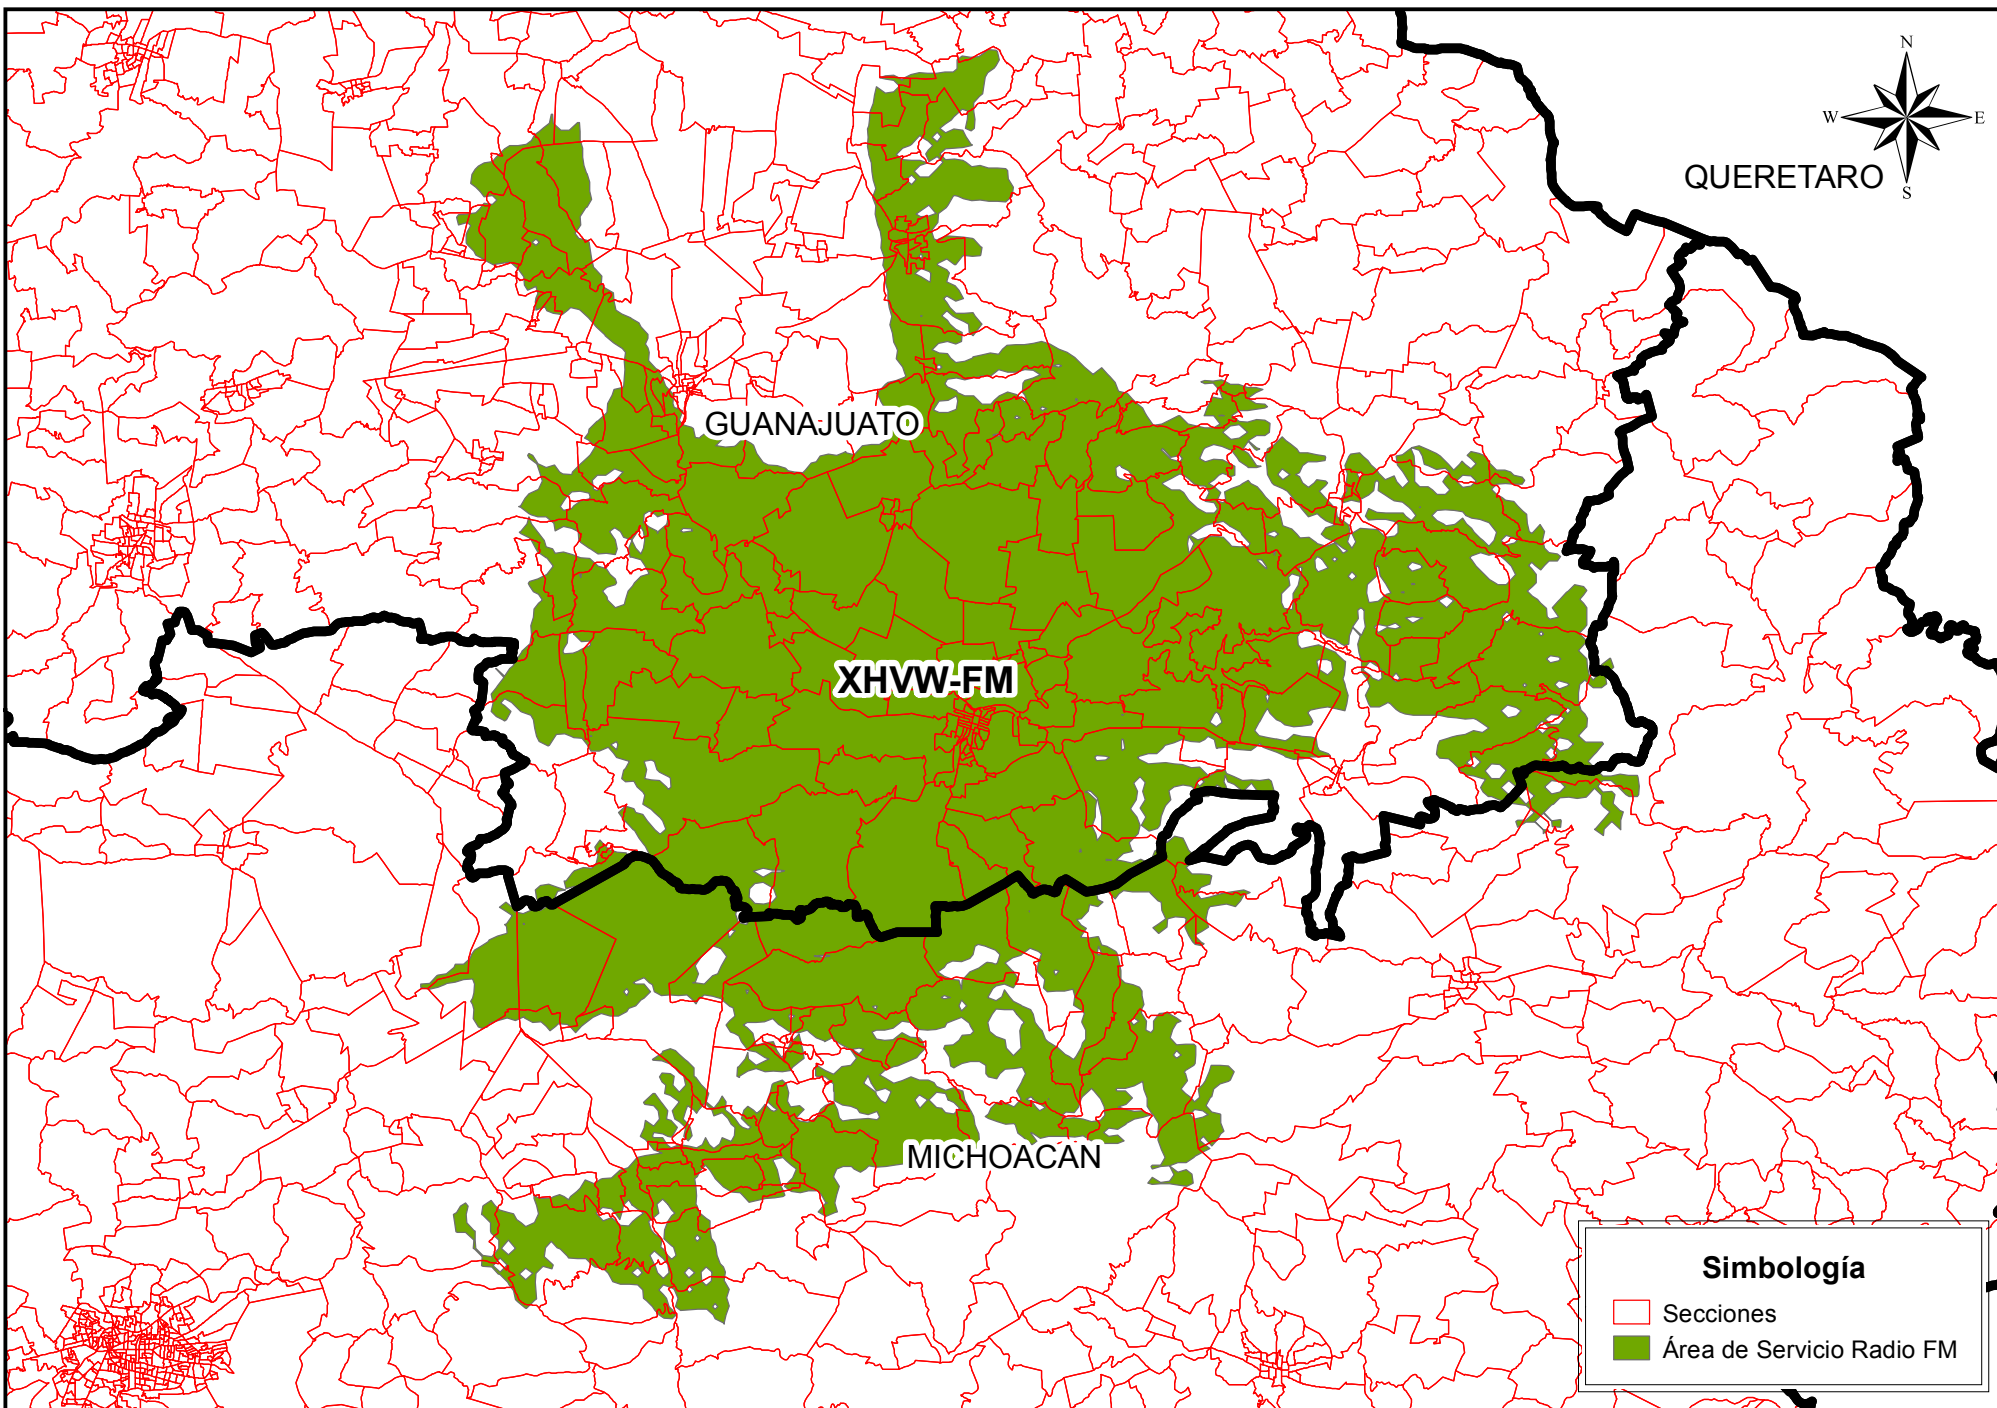 N
W E
S
QUERETARO
GUANAJUATO
XHVW-FM
MICHOACAN
Simbología
Secciones
Área de Servicio Radio FM